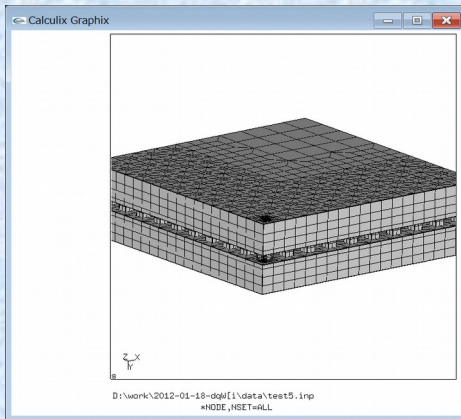 Calculix Graphix
Z X
Y
D:\work\2012-01-18-dqW[i\data\test5.inp
*NODE,NSET=ALL